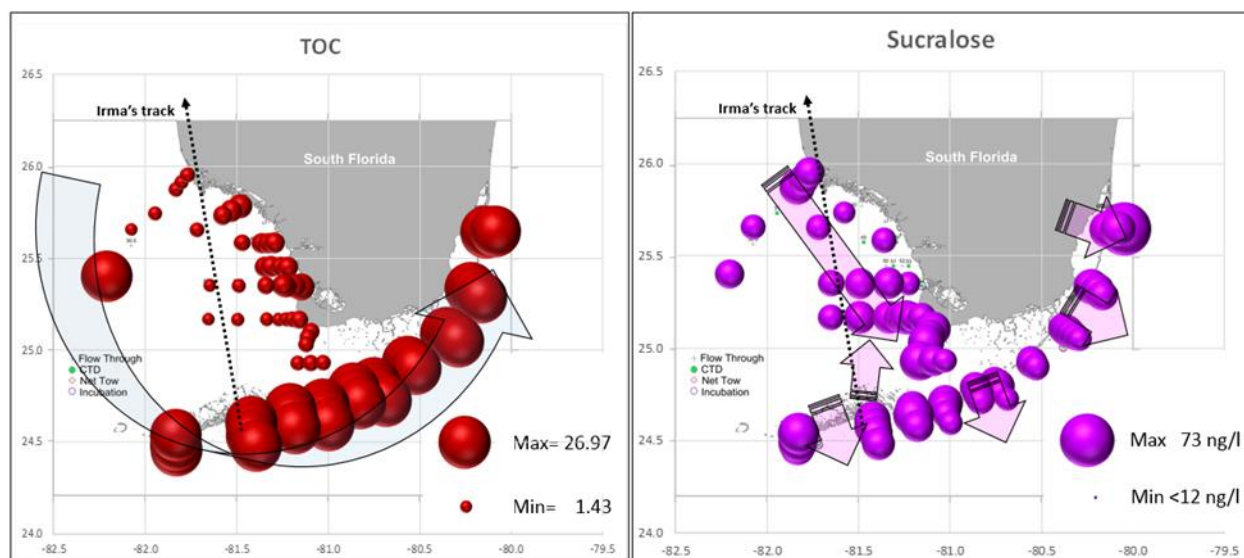 TOC
26.5
26.0
25.5
25.0
24.5
24.0
-82.5
-82.0
-81.5
-81.0
-80.5
-80.0
-79.5
Irma's track
South Florida
Flow Through
CTD
Net Tow
Incubation
Max= 26.97
Min= 1.43
Sucralose
26.5
26.0
25.5
25.0
24.5
24.0
-82.5
-82.0
-81.5
-81.0
-80.5
-80.0
-79.5
Irma's track
South Florida
Flow Through
CTD
Net Tow
Incubation
Max 73 ng/l
Min <12 ng/l